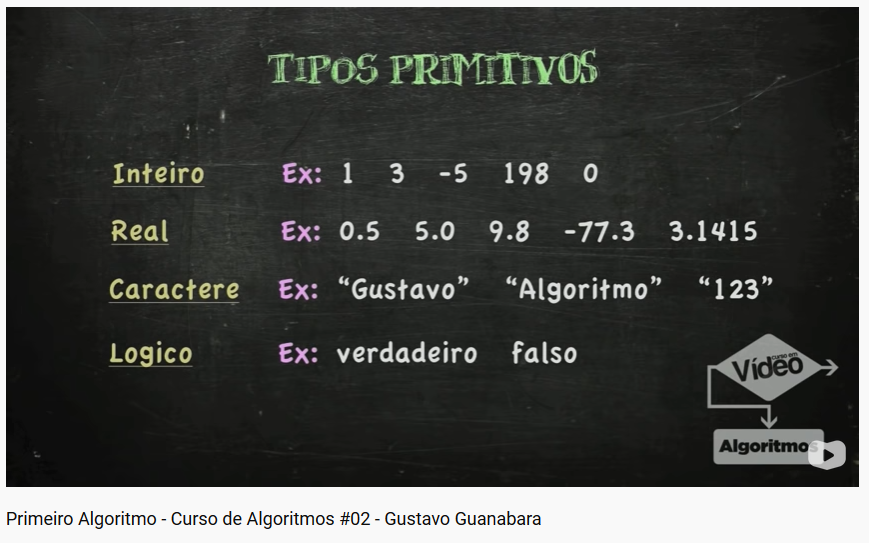 TIPOS PRIMITIVOS
Inteiro Ex: 1 3 -5 198 0
Real Ex: 0.5 5.0 9.8 -77.3 3.1415
Caractere Ex: “Gustavo” “Algoritmo” “123”
Logico Ex: verdadeiro falso
curso em
Vídeo
Algoritmos
Primeiro Algoritmo - Curso de Algoritmos #02 - Gustavo Guanabara